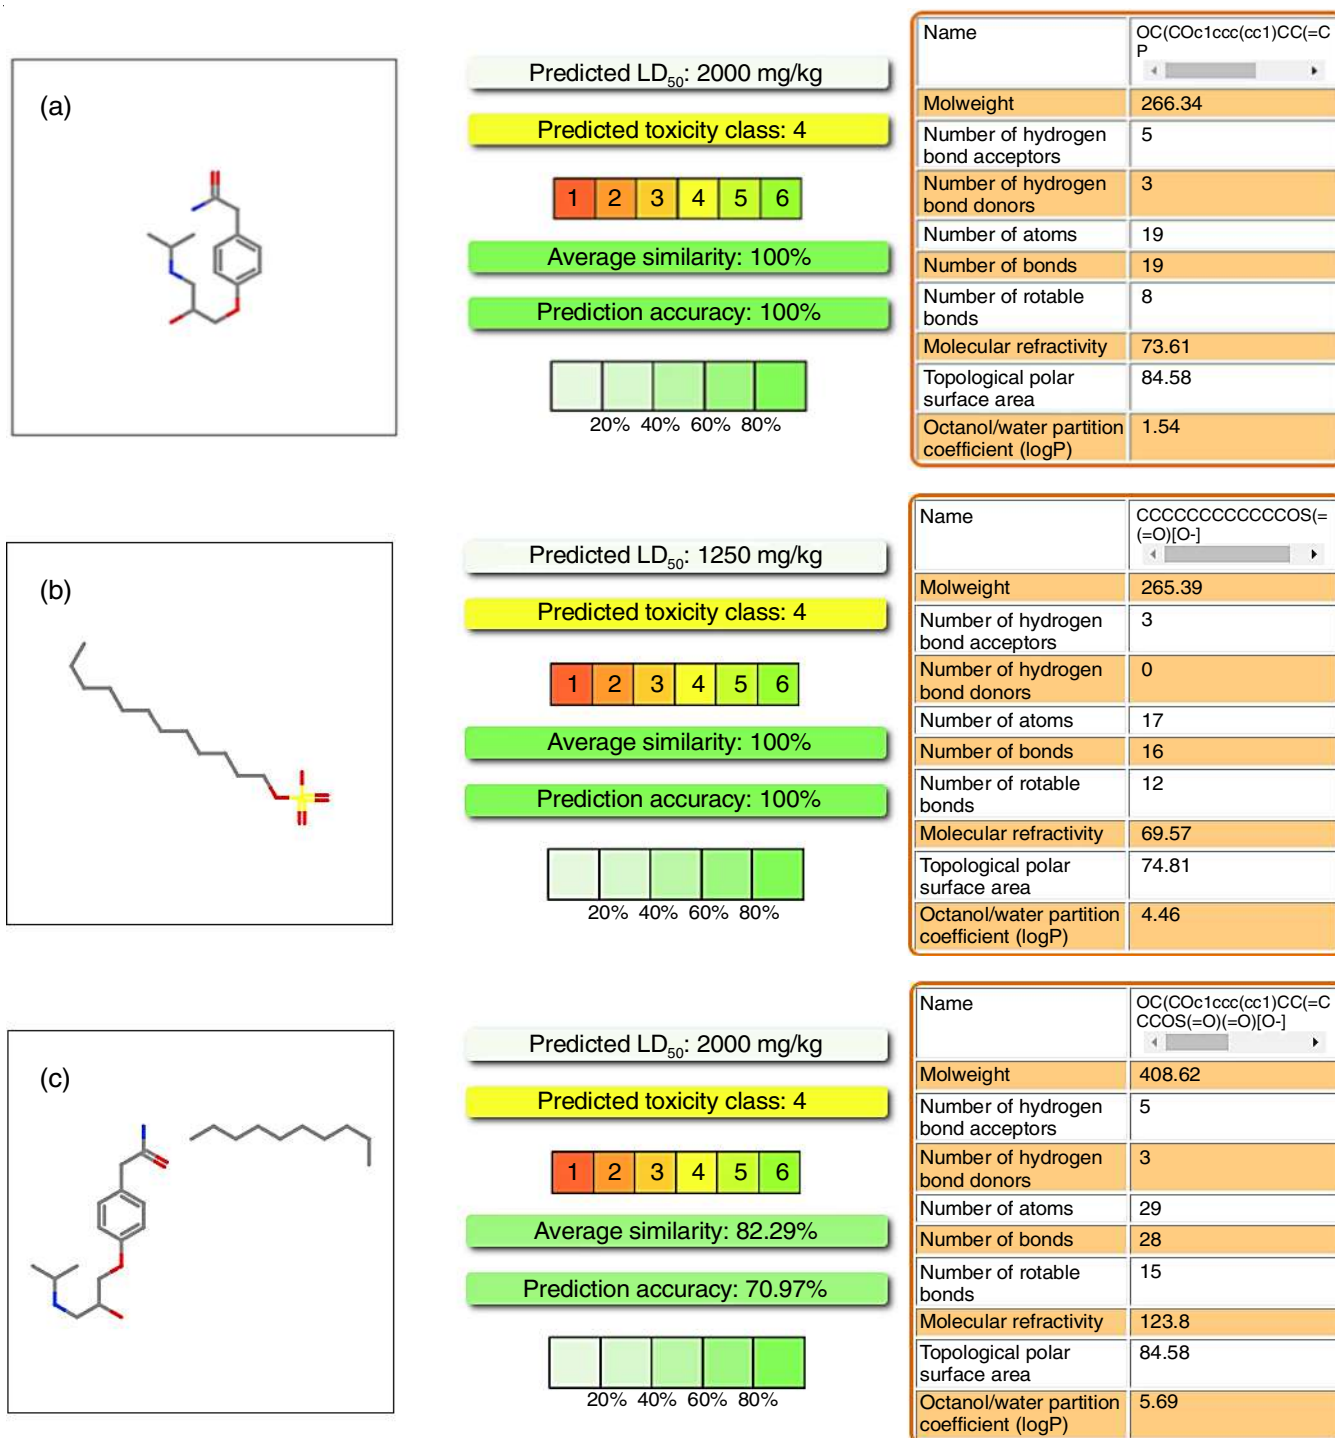 (a)
Predicted LD50: 2000 mg/kg
Predicted toxicity class: 4
1 2 3 4 5 6
Average similarity: 100%
Prediction accuracy: 100%
20% 40% 60% 80%
Name OC(COc1ccc(cc1)CC(=C
P
Molweight 266.34
Number of hydrogen
bond acceptors 5
Number of hydrogen
bond donors 3
Number of atoms 19
Number of bonds 19
Number of rotable
bonds 8
Molecular refractivity 73.61
Topological polar
surface area 84.58
Octanol/water partition
coefficient (logP) 1.54
(b)
Predicted LD50: 1250 mg/kg
Predicted toxicity class: 4
1 2 3 4 5 6
Average similarity: 100%
Prediction accuracy: 100%
20% 40% 60% 80%
Name CCCCCCCCCCCCOS(=
(=O)[O-]
Molweight 265.39
Number of hydrogen
bond acceptors 3
Number of hydrogen
bond donors 0
Number of atoms 17
Number of bonds 16
Number of rotable
bonds 12
Molecular refractivity 69.57
Topological polar
surface area 74.81
Octanol/water partition
coefficient (logP) 4.46
(c)
Predicted LD50: 2000 mg/kg
Predicted toxicity class: 4
1 2 3 4 5 6
Average similarity: 82.29%
Prediction accuracy: 70.97%
20% 40% 60% 80%
Name OC(COc1ccc(cc1)CC(=C
CCOS(=O)(=O)[O-]
Molweight 408.62
Number of hydrogen
bond acceptors 5
Number of hydrogen
bond donors 3
Number of atoms 29
Number of bonds 28
Number of rotable
bonds 15
Molecular refractivity 123.8
Topological polar
surface area 84.58
Octanol/water partition
coefficient (logP) 5.69